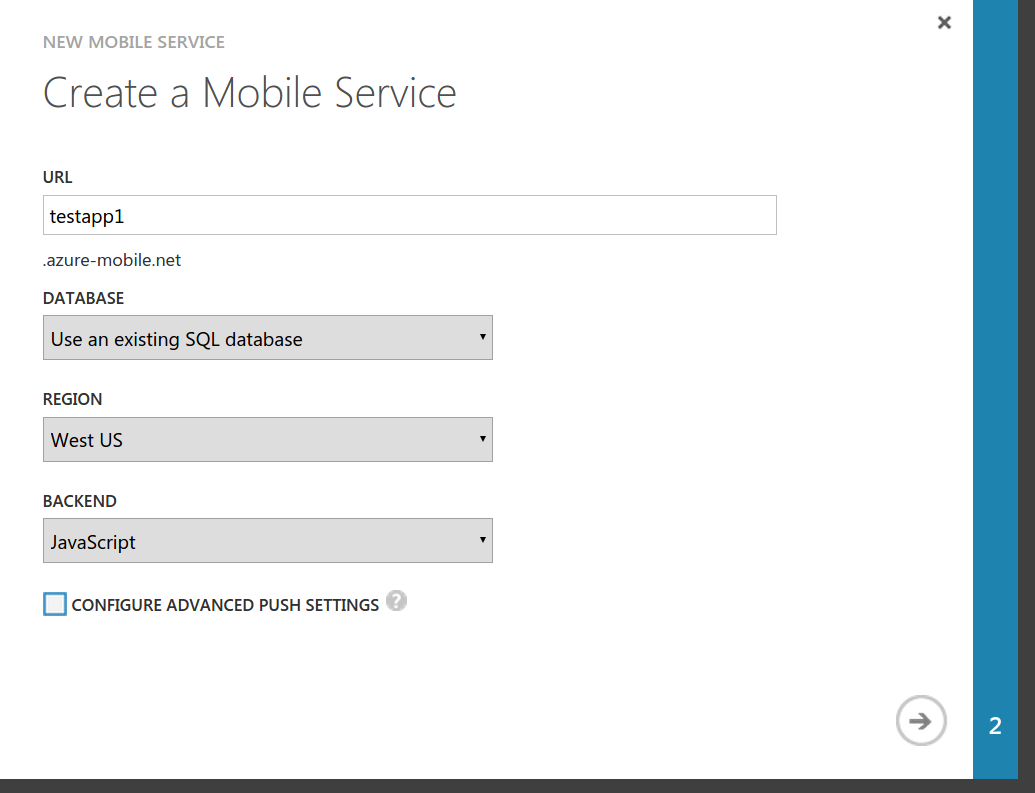 NEW MOBILE SERVICE
Create a Mobile Service
URL
testapp1
.azure-mobile.net
DATABASE
Use an existing SQL database
REGION
West US
BACKEND
JavaScript
CONFIGURE ADVANCED PUSH SETTINGS ?
2